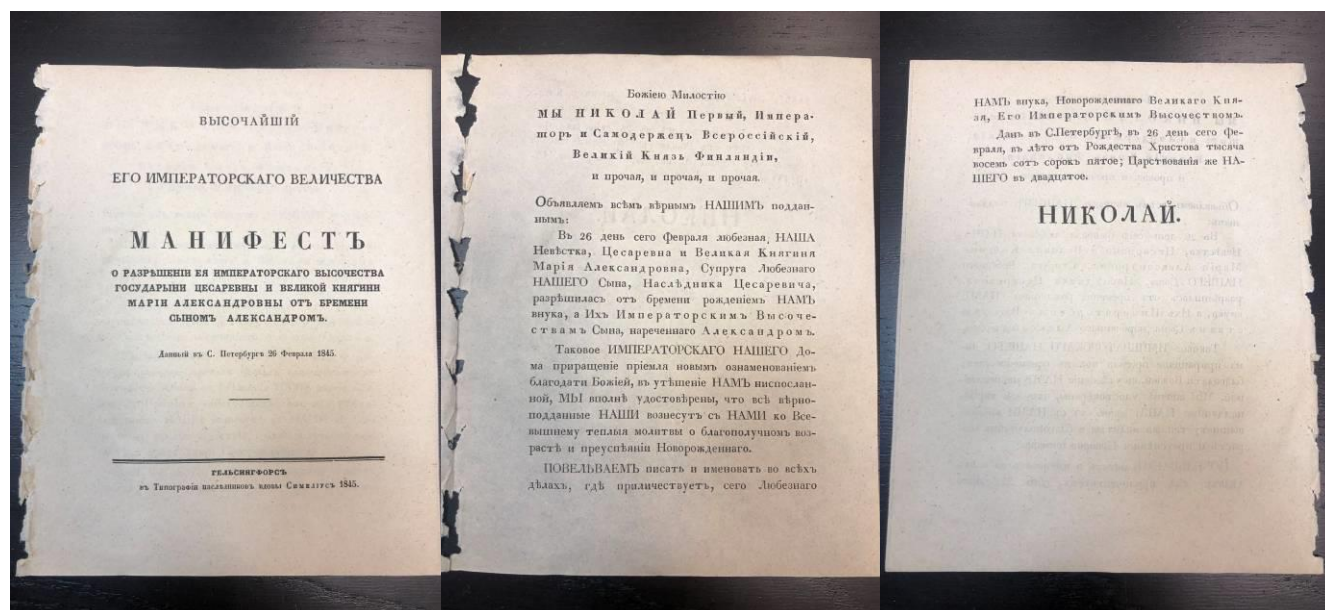 ВЫСОЧАЙШІЙ
ЕГО ИМПЕРАТОРСКАГО ВЕЛИЧЕСТВА
МАНИФЕСТЪ
О РАЗРѢШЕНІИ ЕЯ ИМПЕРАТОРСКАГО ВЫСОЧЕСТВА
ГОСУДАРЫНИ ЦЕСАРЕВНЫ И ВЕЛИКОЙ КНЯГИНИ
МАРІИ АЛЕКСАНДРОВНЫ ОТЪ БРЕМЕНИ
СЫНОМЪ АЛЕКСАНДРОМЪ.
Данный въ С. Петербургѣ 26 Февраля 1845.
ГЕЛЬСИНГФОРСЪ
въ Типографіи наслѣдниковъ вдовы Симеліусъ 1845.
Божіею Милостію
МЫ НИКОЛАЙ Первый, Импера-
торъ и Самодержецъ Всероссійскій,
Великій Князь Финляндіи,
и прочая, и прочая, и прочая.
Объявляемъ всѣмъ вѣрнымъ НАШИМЪ поддан-
нымъ:
Въ 26 день сего Февраля любезная НАША
Невѣстка, Цесаревна и Великая Княгиня
Марія Александровна, Супруга Любезнаго
НАШЕГО Сына, Наслѣдника Цесаревича,
разрѣшилась отъ бремени рожденіемъ НАМЪ
внука, а Ихъ Императорскимъ Высоче-
ствамъ Сына, нареченнаго Александромъ.
Таковое ИМПЕРАТОРСКАГО НАШЕГО До-
ма приращеніе пріемля новымъ ознаменованіемъ
благодати Божіей, въ утѣшеніе НАМЪ ниспослан-
ной, МЫ вполнѣ удостовѣрены, что всѣ вѣрно-
подданные НАШИ вознесутъ съ НАМИ ко Все-
вышнему теплыя молитвы о благополучномъ воз-
растѣ и преуспѣяніи Новорожденнаго.
ПОВЕЛѢВАЕМЪ писать и именовать во всѣхъ
дѣлахъ, гдѣ приличествуетъ, сего Любезнаго
НАМЪ внука, Новорожденнаго Великаго Кня-
зя, Его Императорскимъ Высочествомъ.
Данъ въ С.Петербургѣ, въ 26 день сего Фе-
враля, въ лѣто отъ Рождества Христова тысяча
восемь сотъ сорокъ пятое; Царствованія же НА-
ШЕГО въ двадцатое.
НИКОЛАЙ.